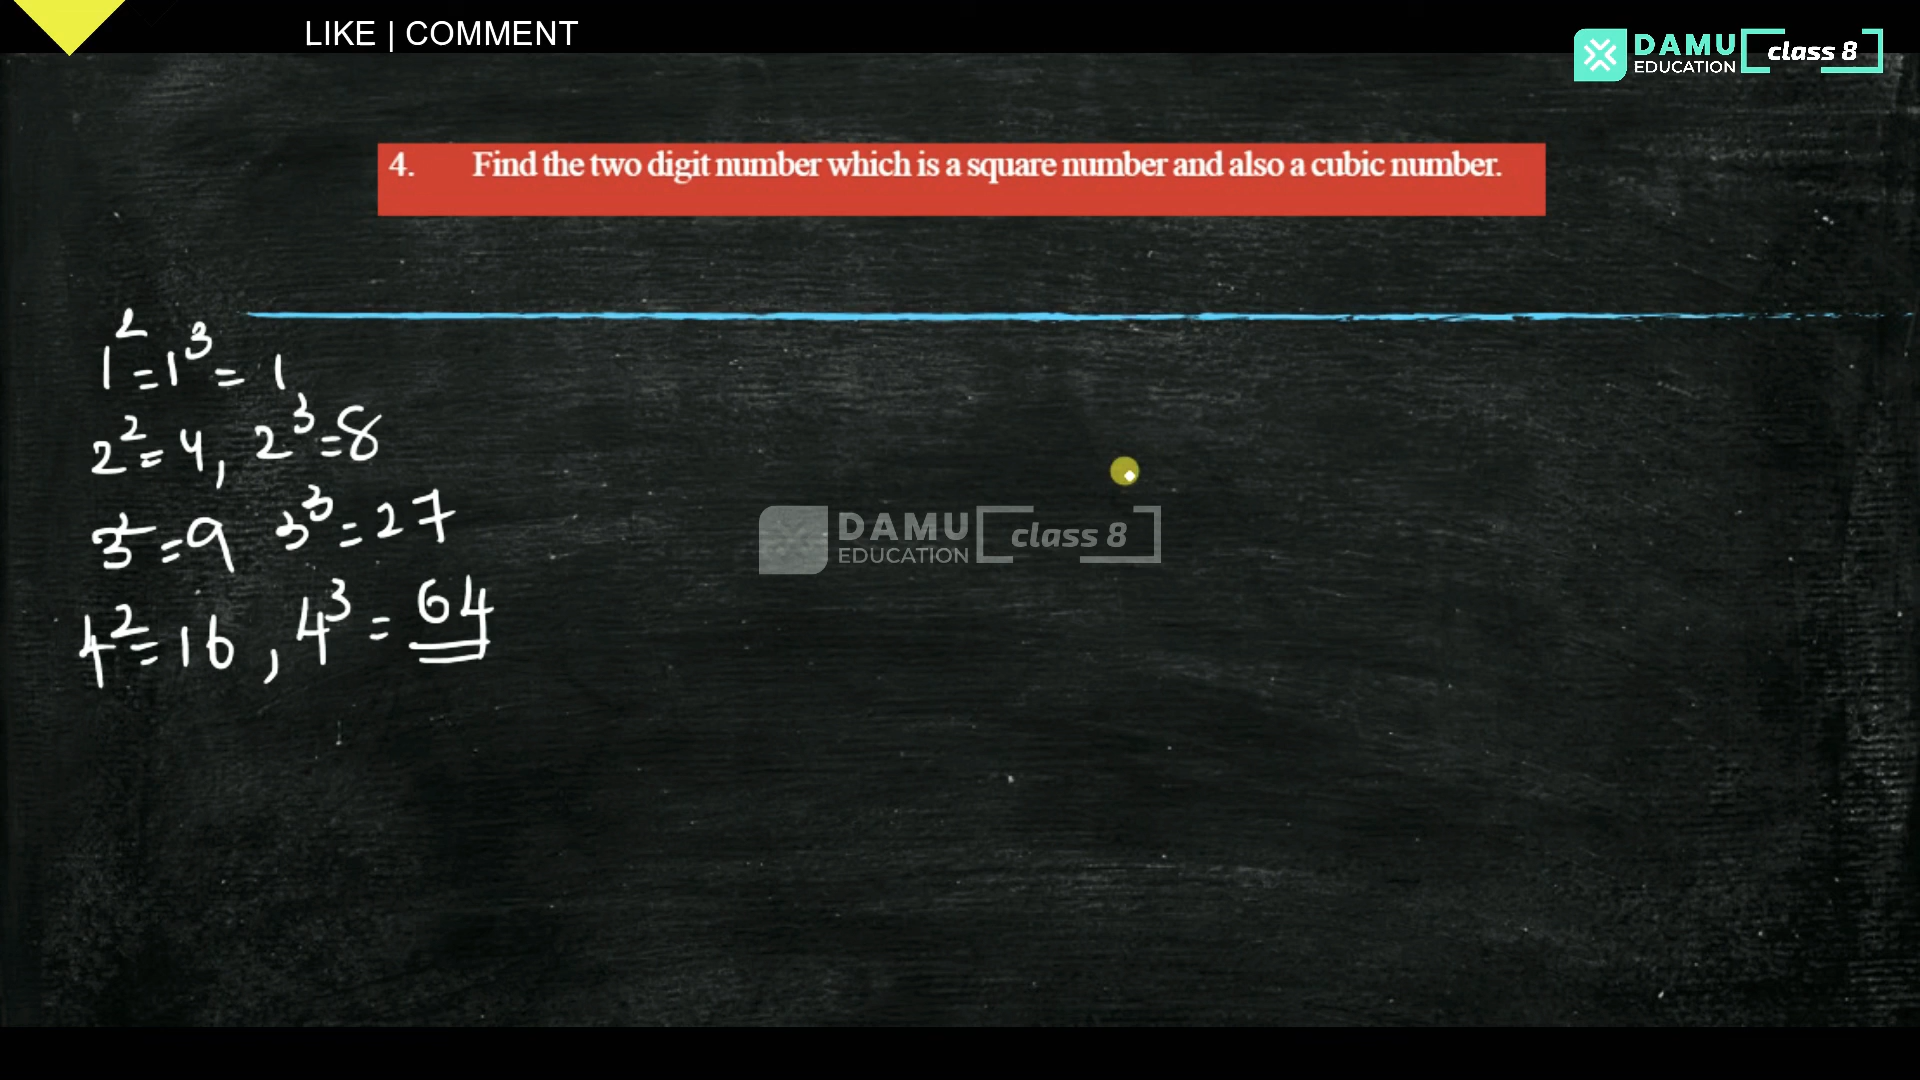 LIKE | COMMENT
DAMU
EDUCATION
class 8
4. Find the two digit number which is a square number and also a cubic number.
1² = 1³ = 1
2² = 4, 2³ = 8
3² = 9 3³ = 27
4² = 16, 4³ = 64
DAMU
EDUCATION
class 8